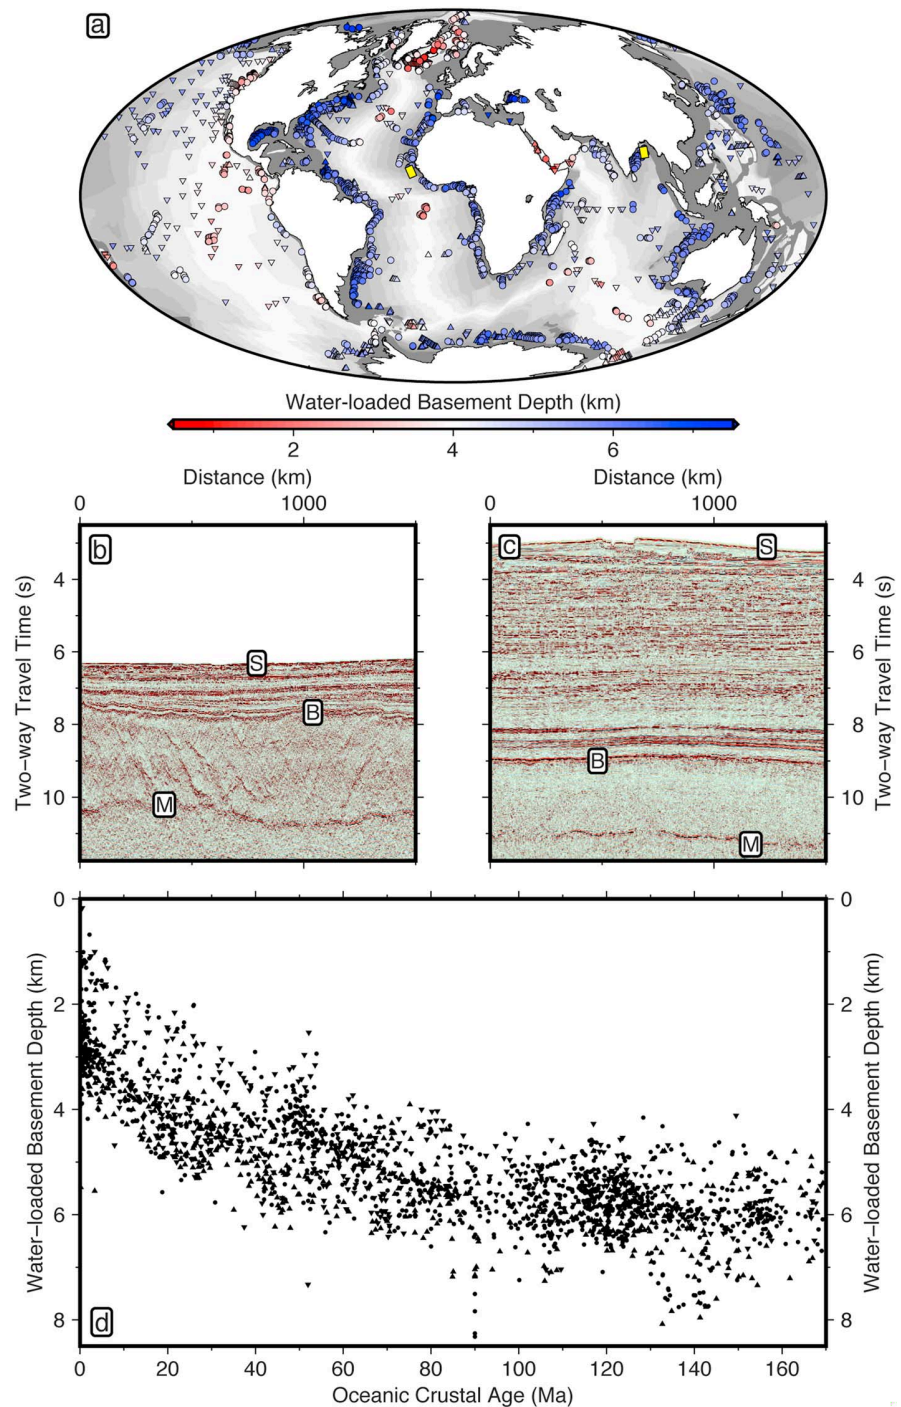 a
Water-loaded Basement Depth (km)
2 4 6
Distance (km) Distance (km)
0 1000 0 1000
b c
S S
B B
M M
Two-way Travel Time (s) Two-way Travel Time (s)
4 4
6 6
8 8
10 10
0 0
2 2
4 4
6 6
8 8
Water-loaded Basement Depth (km) Water-loaded Basement Depth (km)
d
0 20 40 60 80 100 120 140 160
Oceanic Crustal Age (Ma)